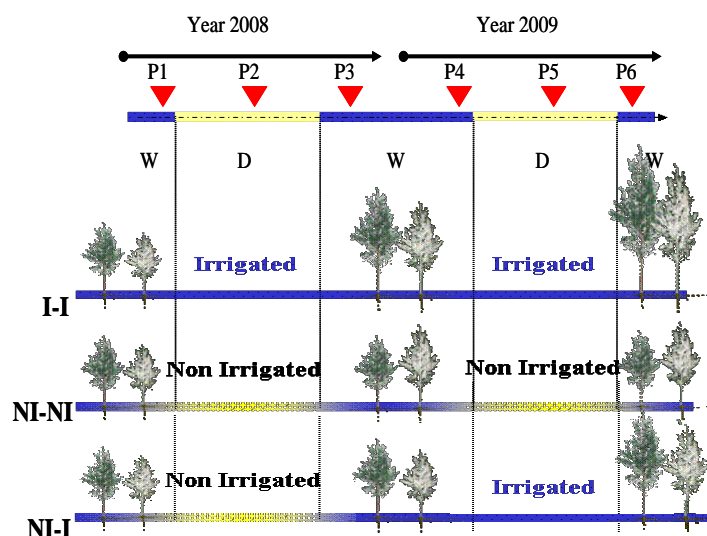 Year 2008 Year 2009
P1 P2 P3 P4 P5 P6
W D W D W
Irrigated Irrigated
I-I
Non Irrigated Non Irrigated
NI-NI
Non Irrigated Irrigated
NI-I